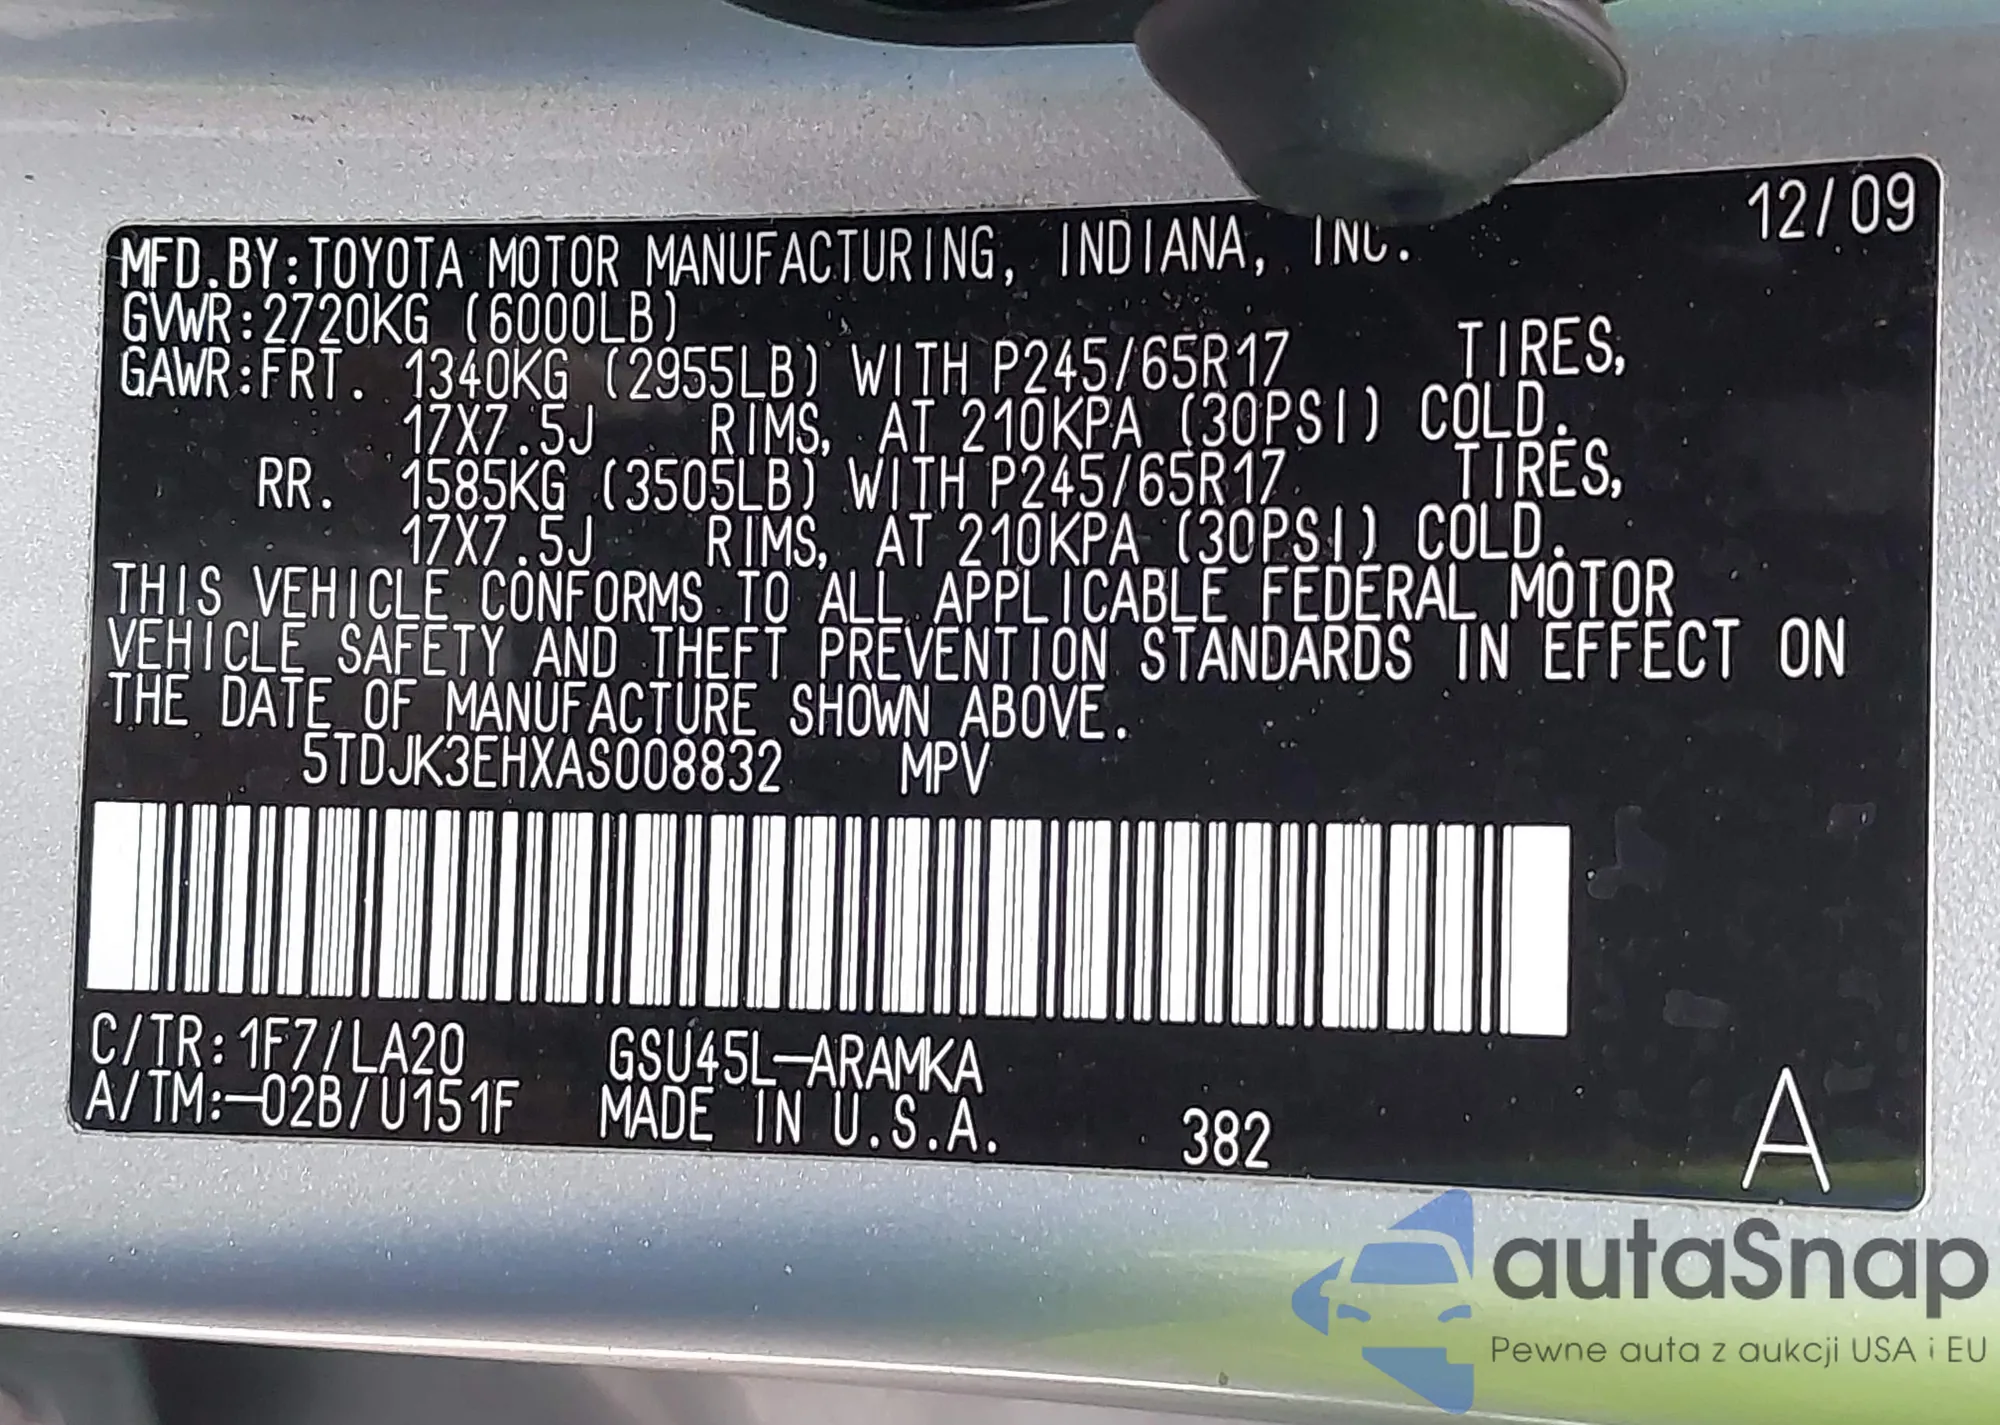 12/09
MFD.BY:TOYOTA MOTOR MANUFACTURING, INDIANA, INC.
GVWR:2720KG (6000LB)
GAWR:FRT. 1340KG (2955LB) WITH P245/65R17 TIRES,
17X7.5J RIMS, AT 210KPA (30PSI) COLD.
RR. 1585KG (3505LB) WITH P245/65R17 TIRES,
17X7.5J RIMS, AT 210KPA (30PSI) COLD.
THIS VEHICLE CONFORMS TO ALL APPLICABLE FEDERAL MOTOR
VEHICLE SAFETY AND THEFT PREVENTION STANDARDS IN EFFECT ON
THE DATE OF MANUFACTURE SHOWN ABOVE.
5TDJK3EHXAS008832 MPV
C/TR:1F7/LA20 GSU45L-ARAMKA
A/TM:-02B/U151F MADE IN U.S.A. 382 A
autaSnap
Pewne auta z aukcji USA i EU